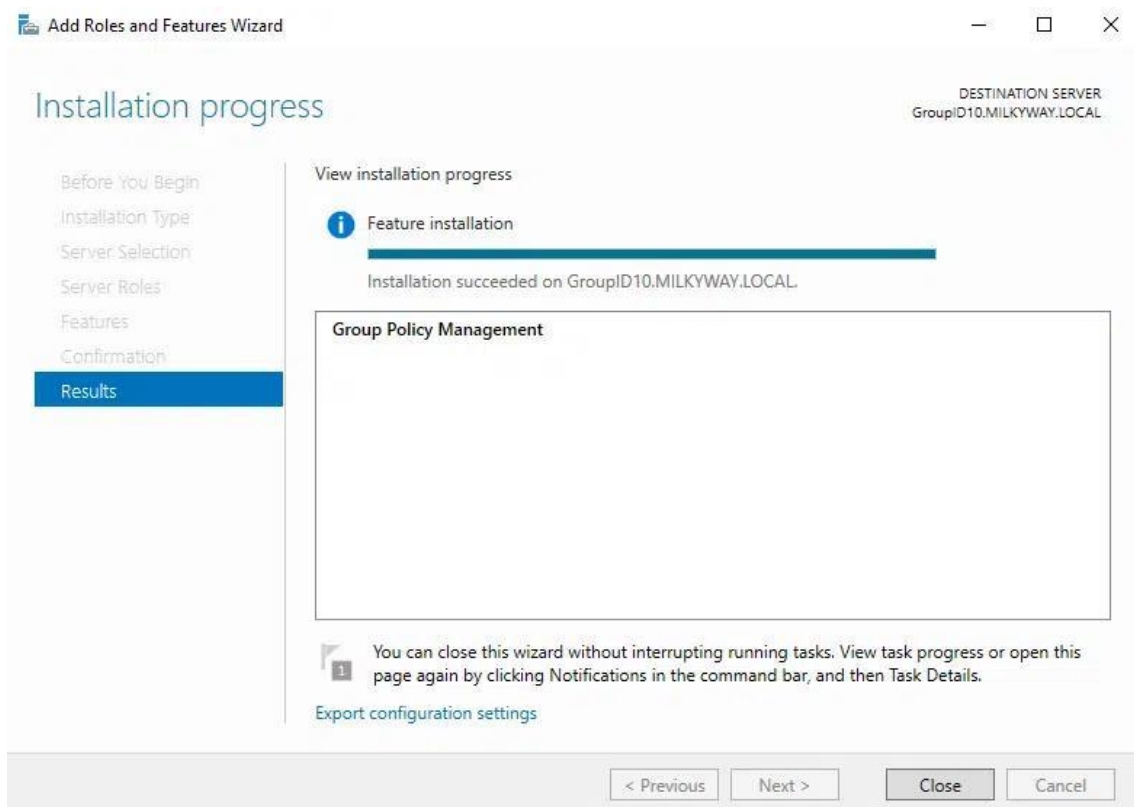 Add Roles and Features Wizard
Installation progress
DESTINATION SERVER
GroupID10.MILKYWAY.LOCAL
Before You Begin
Installation Type
Server Selection
Server Roles
Features
Confirmation
Results
View installation progress
Feature installation
Installation succeeded on GroupID10.MILKYWAY.LOCAL.
Group Policy Management
1
You can close this wizard without interrupting running tasks. View task progress or open this
page again by clicking Notifications in the command bar, and then Task Details.
Export configuration settings
< Previous
Next >
Close
Cancel